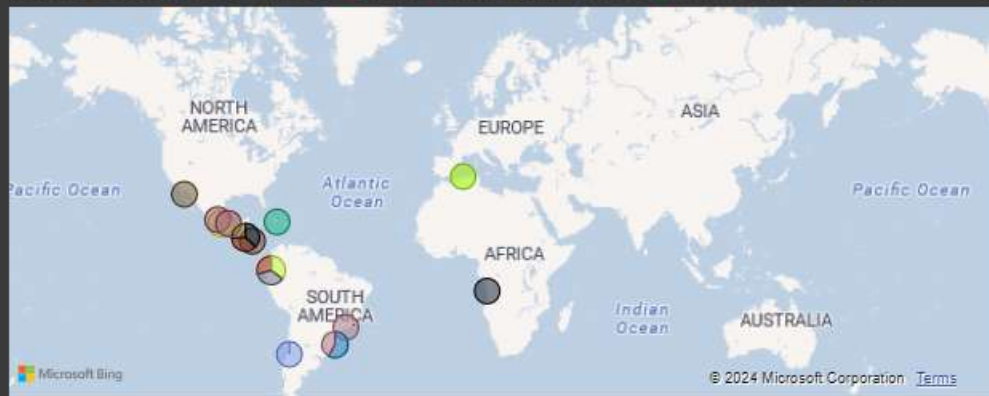 NORTH
AMERICA
EUROPE
ASIA
Pacific Ocean
Atlantic
Ocean
Pacific Ocean
AFRICA
SOUTH
AMERICA
Indian
Ocean
AUSTRALIA
Microsoft Bing
© 2024 Microsoft Corporation Terms